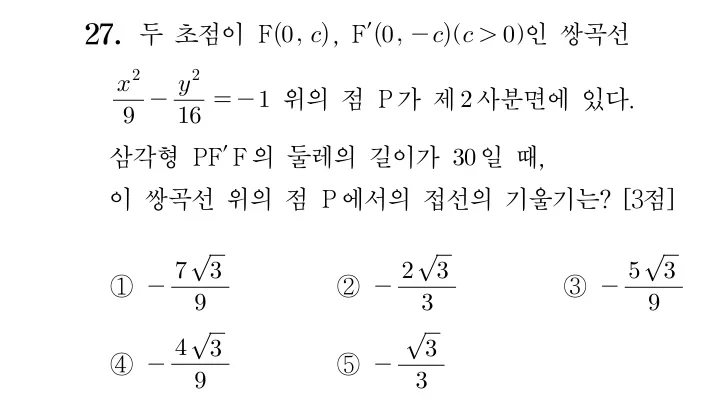 27. 두 초점이 F(0, c), F′(0, −c)(c > 0)인 쌍곡선
x²/9 − y²/16 = −1 위의 점 P가 제2사분면에 있다.
삼각형 PF′F의 둘레의 길이가 30일 때,
이 쌍곡선 위의 점 P에서의 접선의 기울기는? [3점]
① −7√3/9 ② −2√3/3 ③ −5√3/9
④ −4√3/9 ⑤ −√3/3